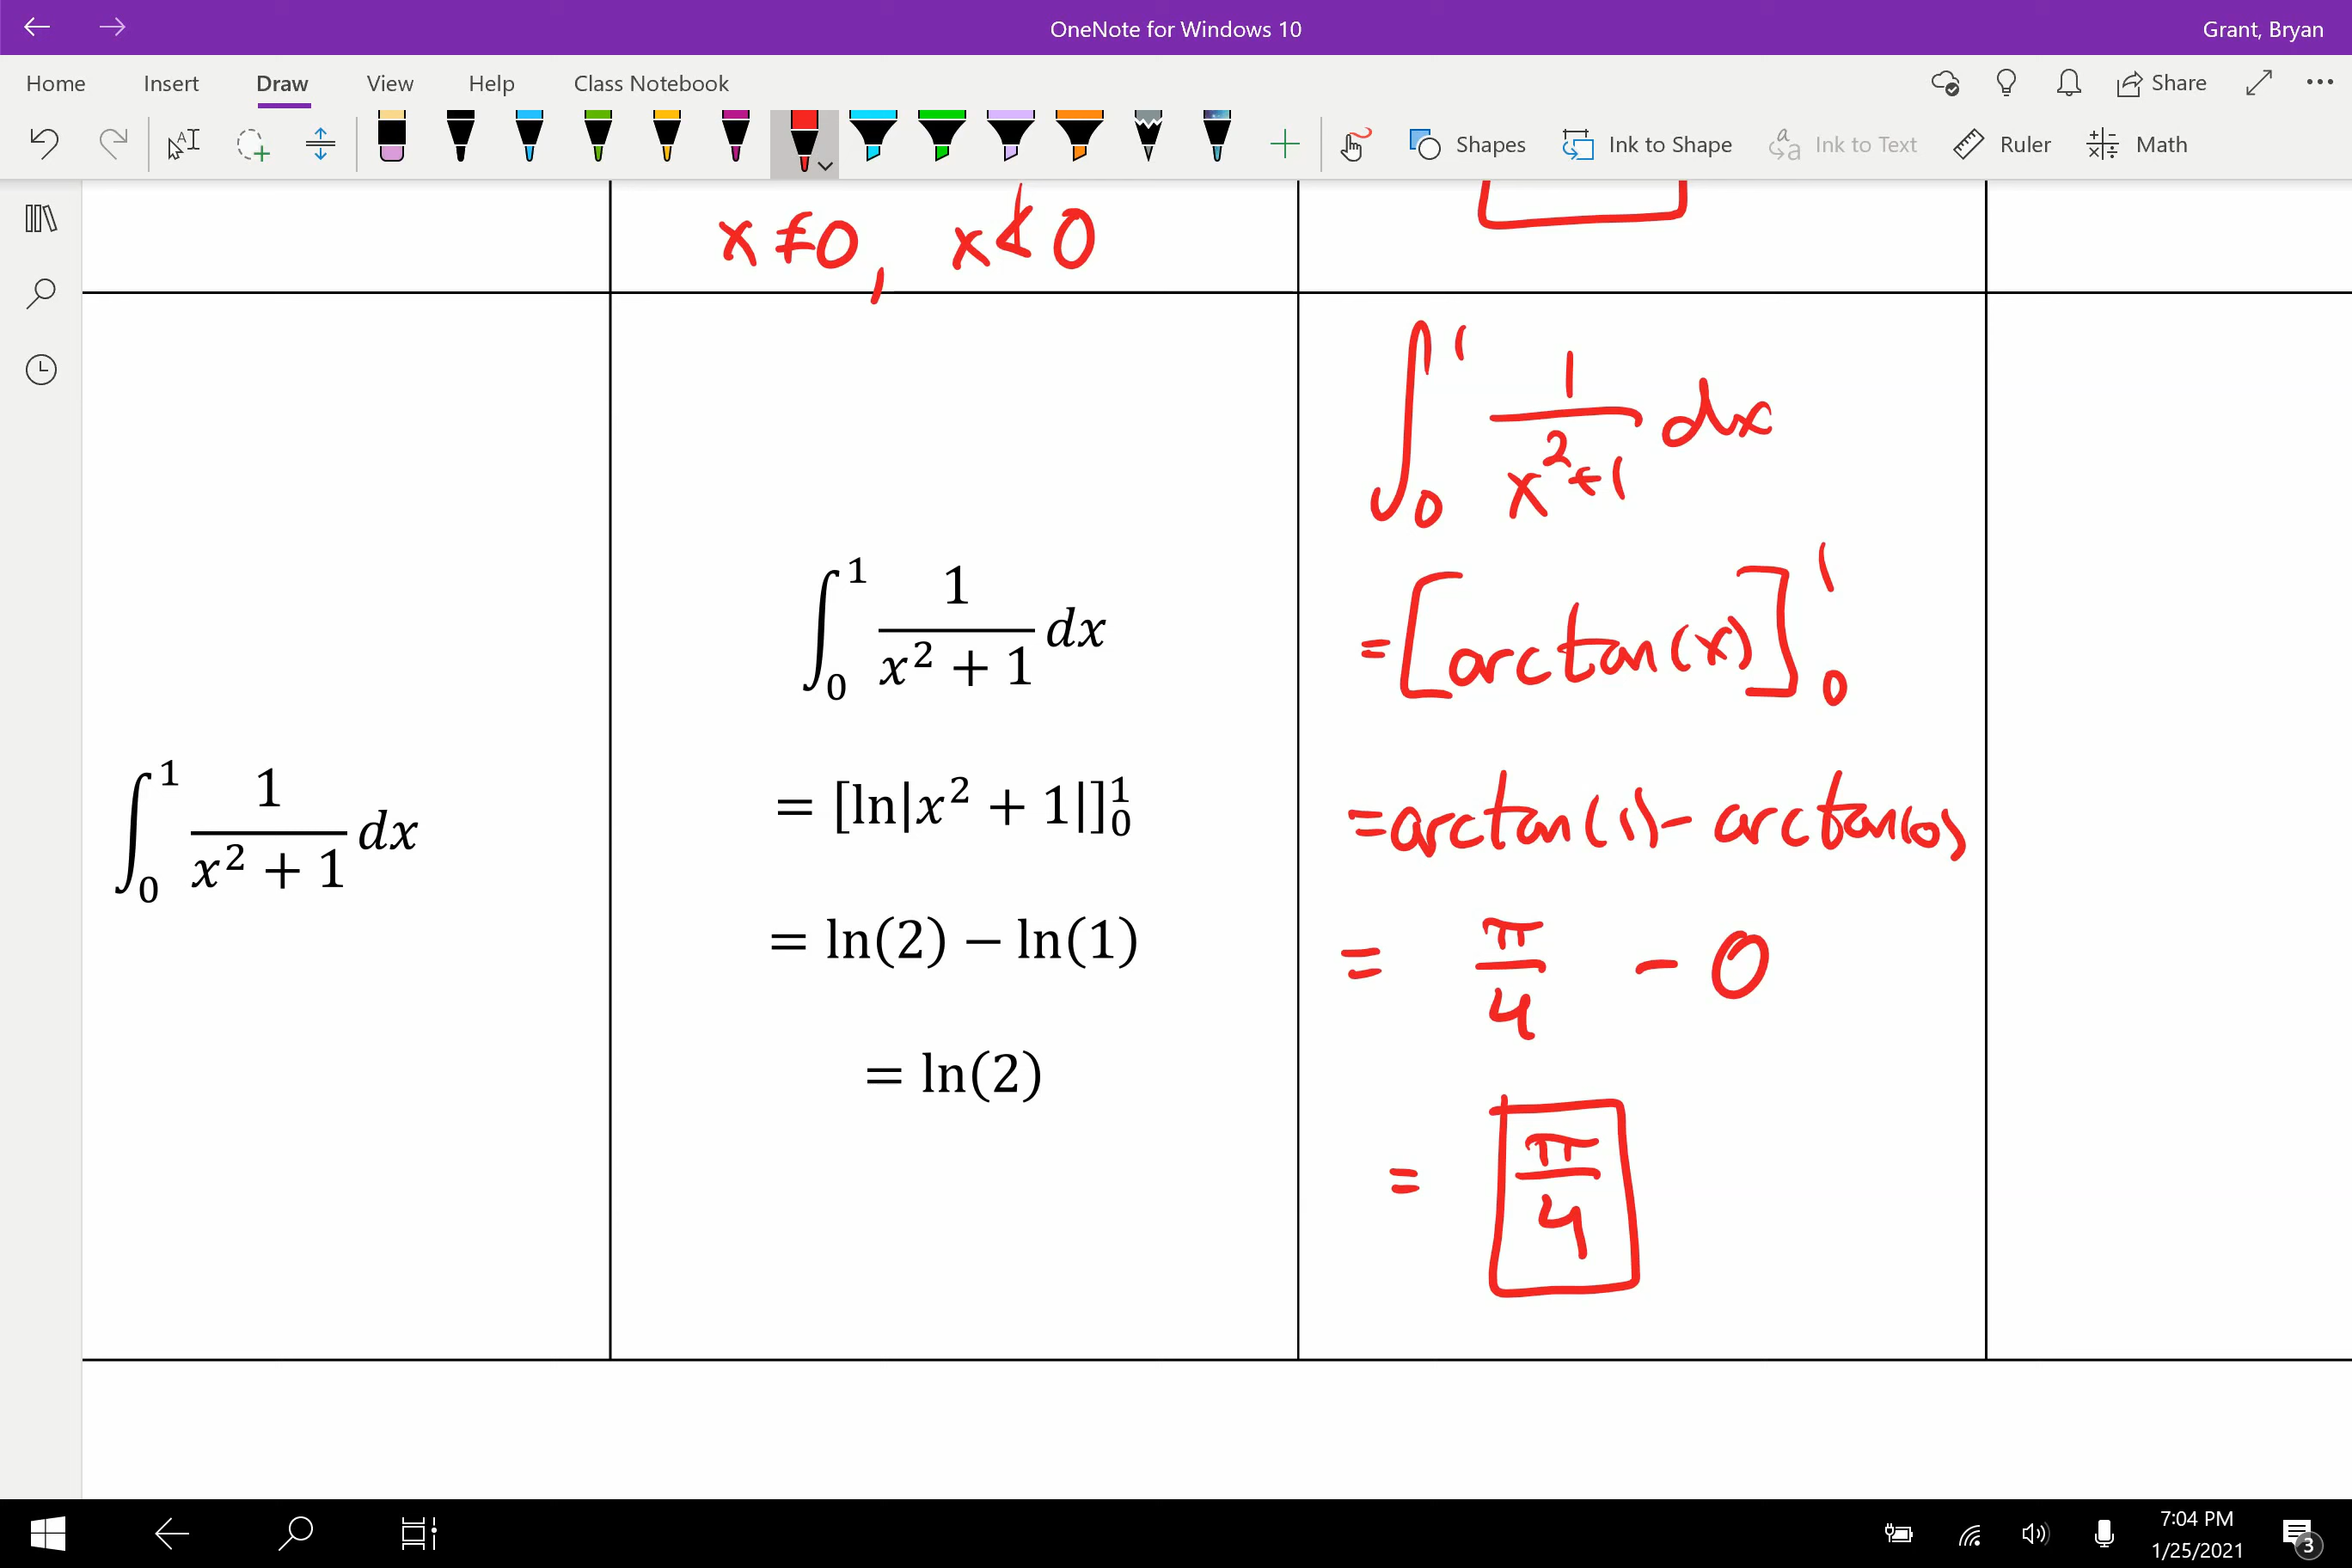 OneNote for Windows 10
Grant, Bryan
Home Insert Draw View Help Class Notebook Share
Shapes Ink to Shape Ink to Text Ruler Math
x ≠ 0, x ≮ 0
∫₀¹ 1/(x² + 1) dx
∫₀¹ 1/(x² + 1) dx
= [ln|x² + 1|]₀¹
= ln(2) − ln(1)
= ln(2)
∫₀¹ 1/(x²+1) dx
= [arctan(x)]₀¹
= arctan(1) − arctan(0)
= π/4 − 0
= π/4
7:04 PM
1/25/2021
3